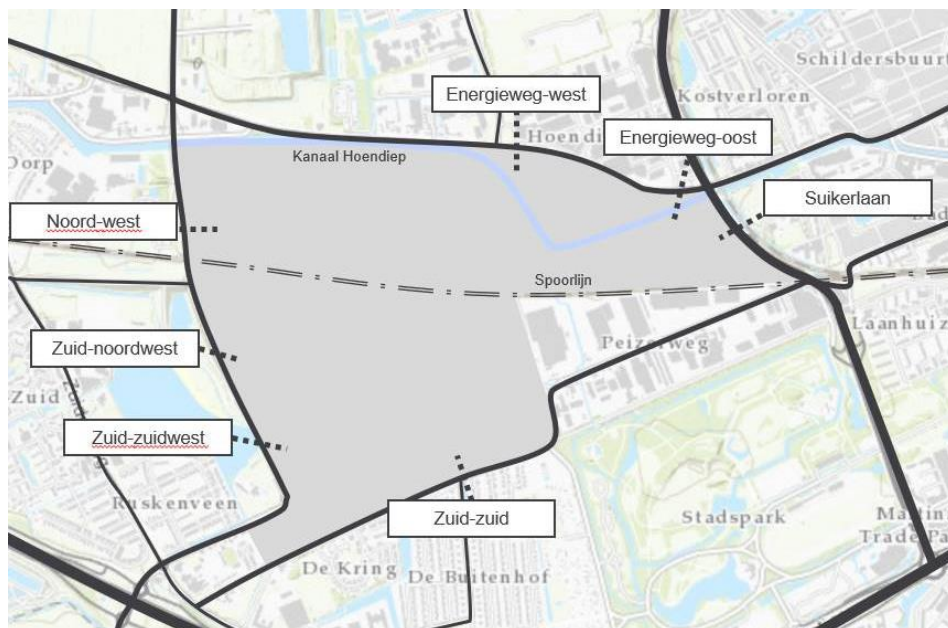 Schildersbuurt
Energieweg-west
Kostverloren
Hoendi
Energieweg-oost
Dorp
Kanaal Hoendiep
Suikerlaan
Noord-west
Spoorlijn
Laanhuiz
Zuid-noordwest
Peizerweg
Zuid
Zuid-zuidwest
Ruskenveen
Zuid-zuid
Stadspark
Martin
Trade Pa
De Kring
De Buitenhof